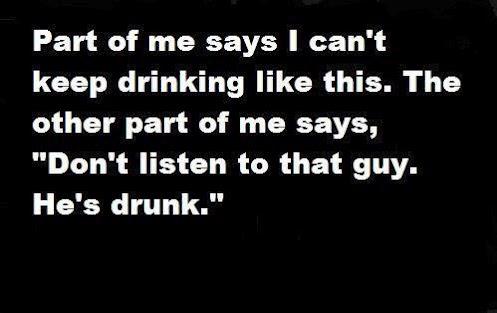 Part of me says I can't
keep drinking like this. The
other part of me says,
"Don't listen to that guy.
He's drunk."